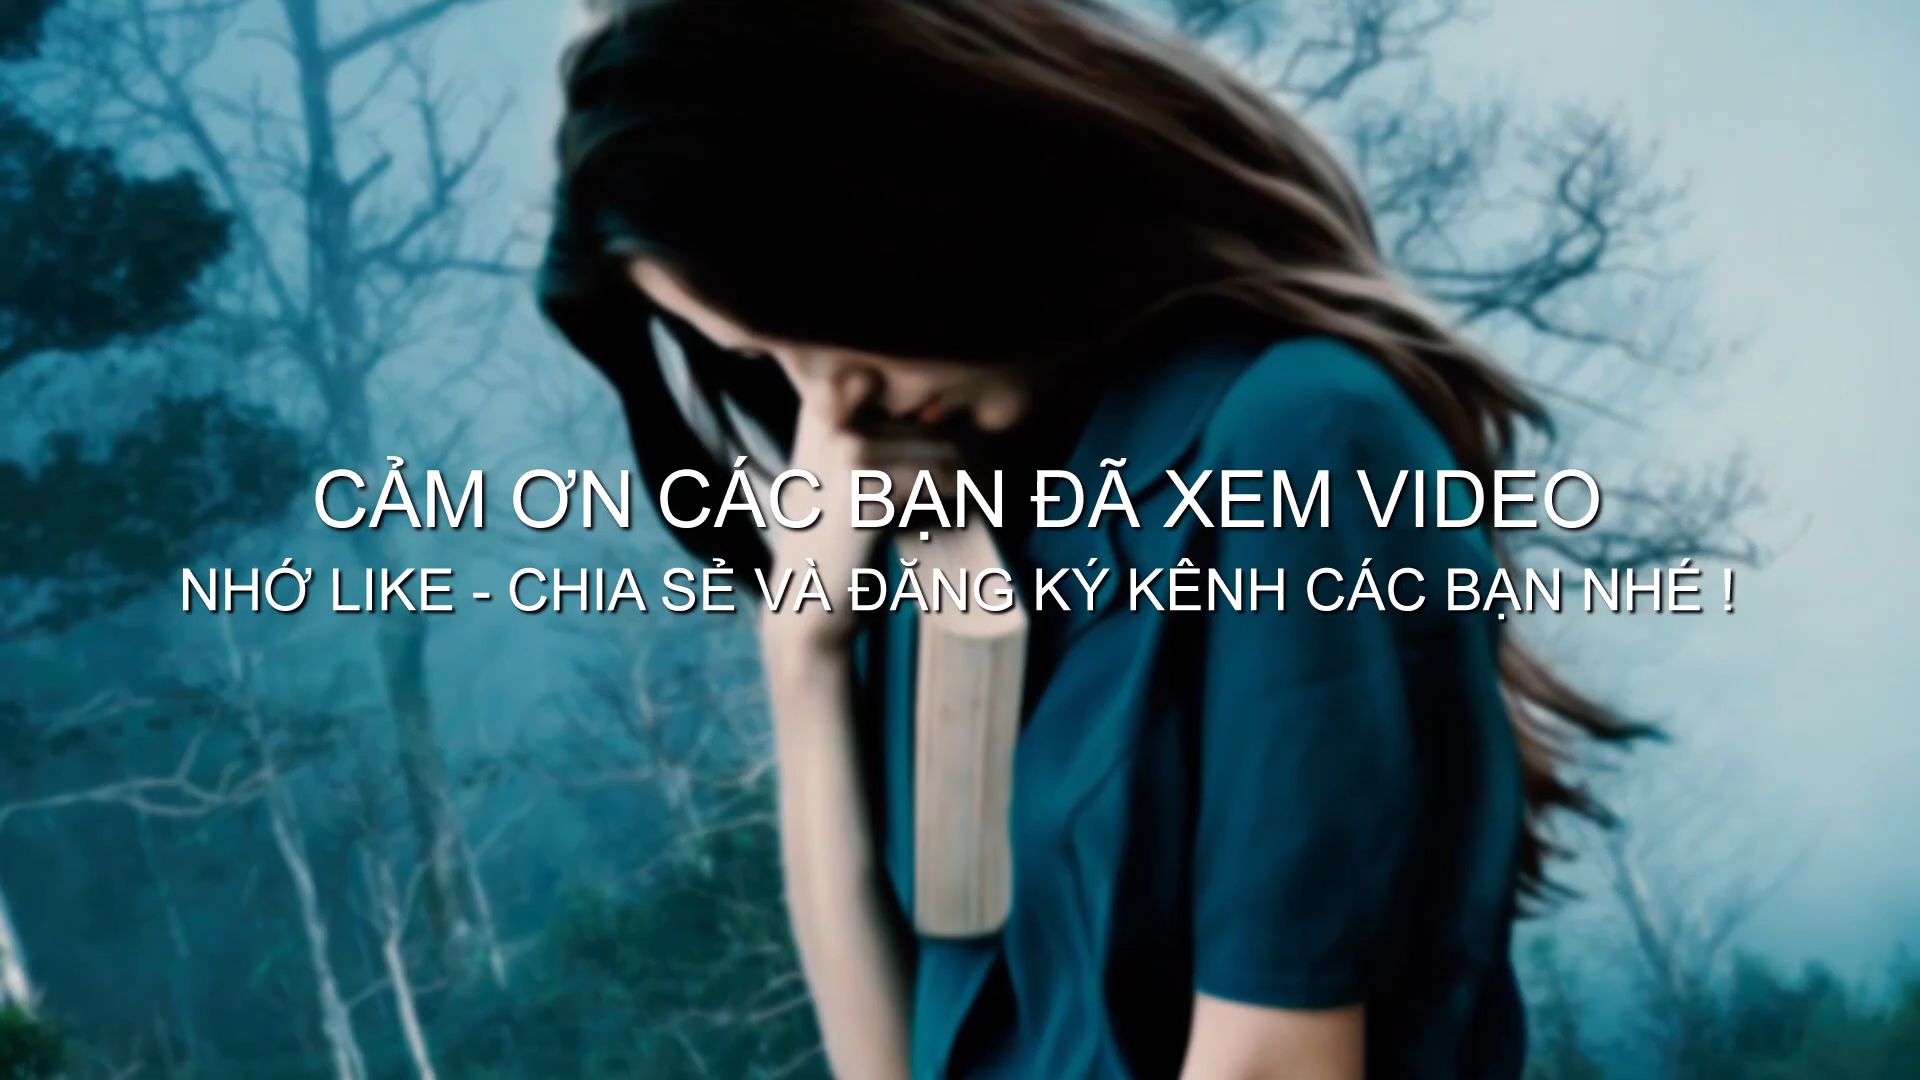 CẢM ƠN CÁC BẠN ĐÃ XEM VIDEO
NHỚ LIKE - CHIA SẺ VÀ ĐĂNG KÝ KÊNH CÁC BẠN NHÉ !